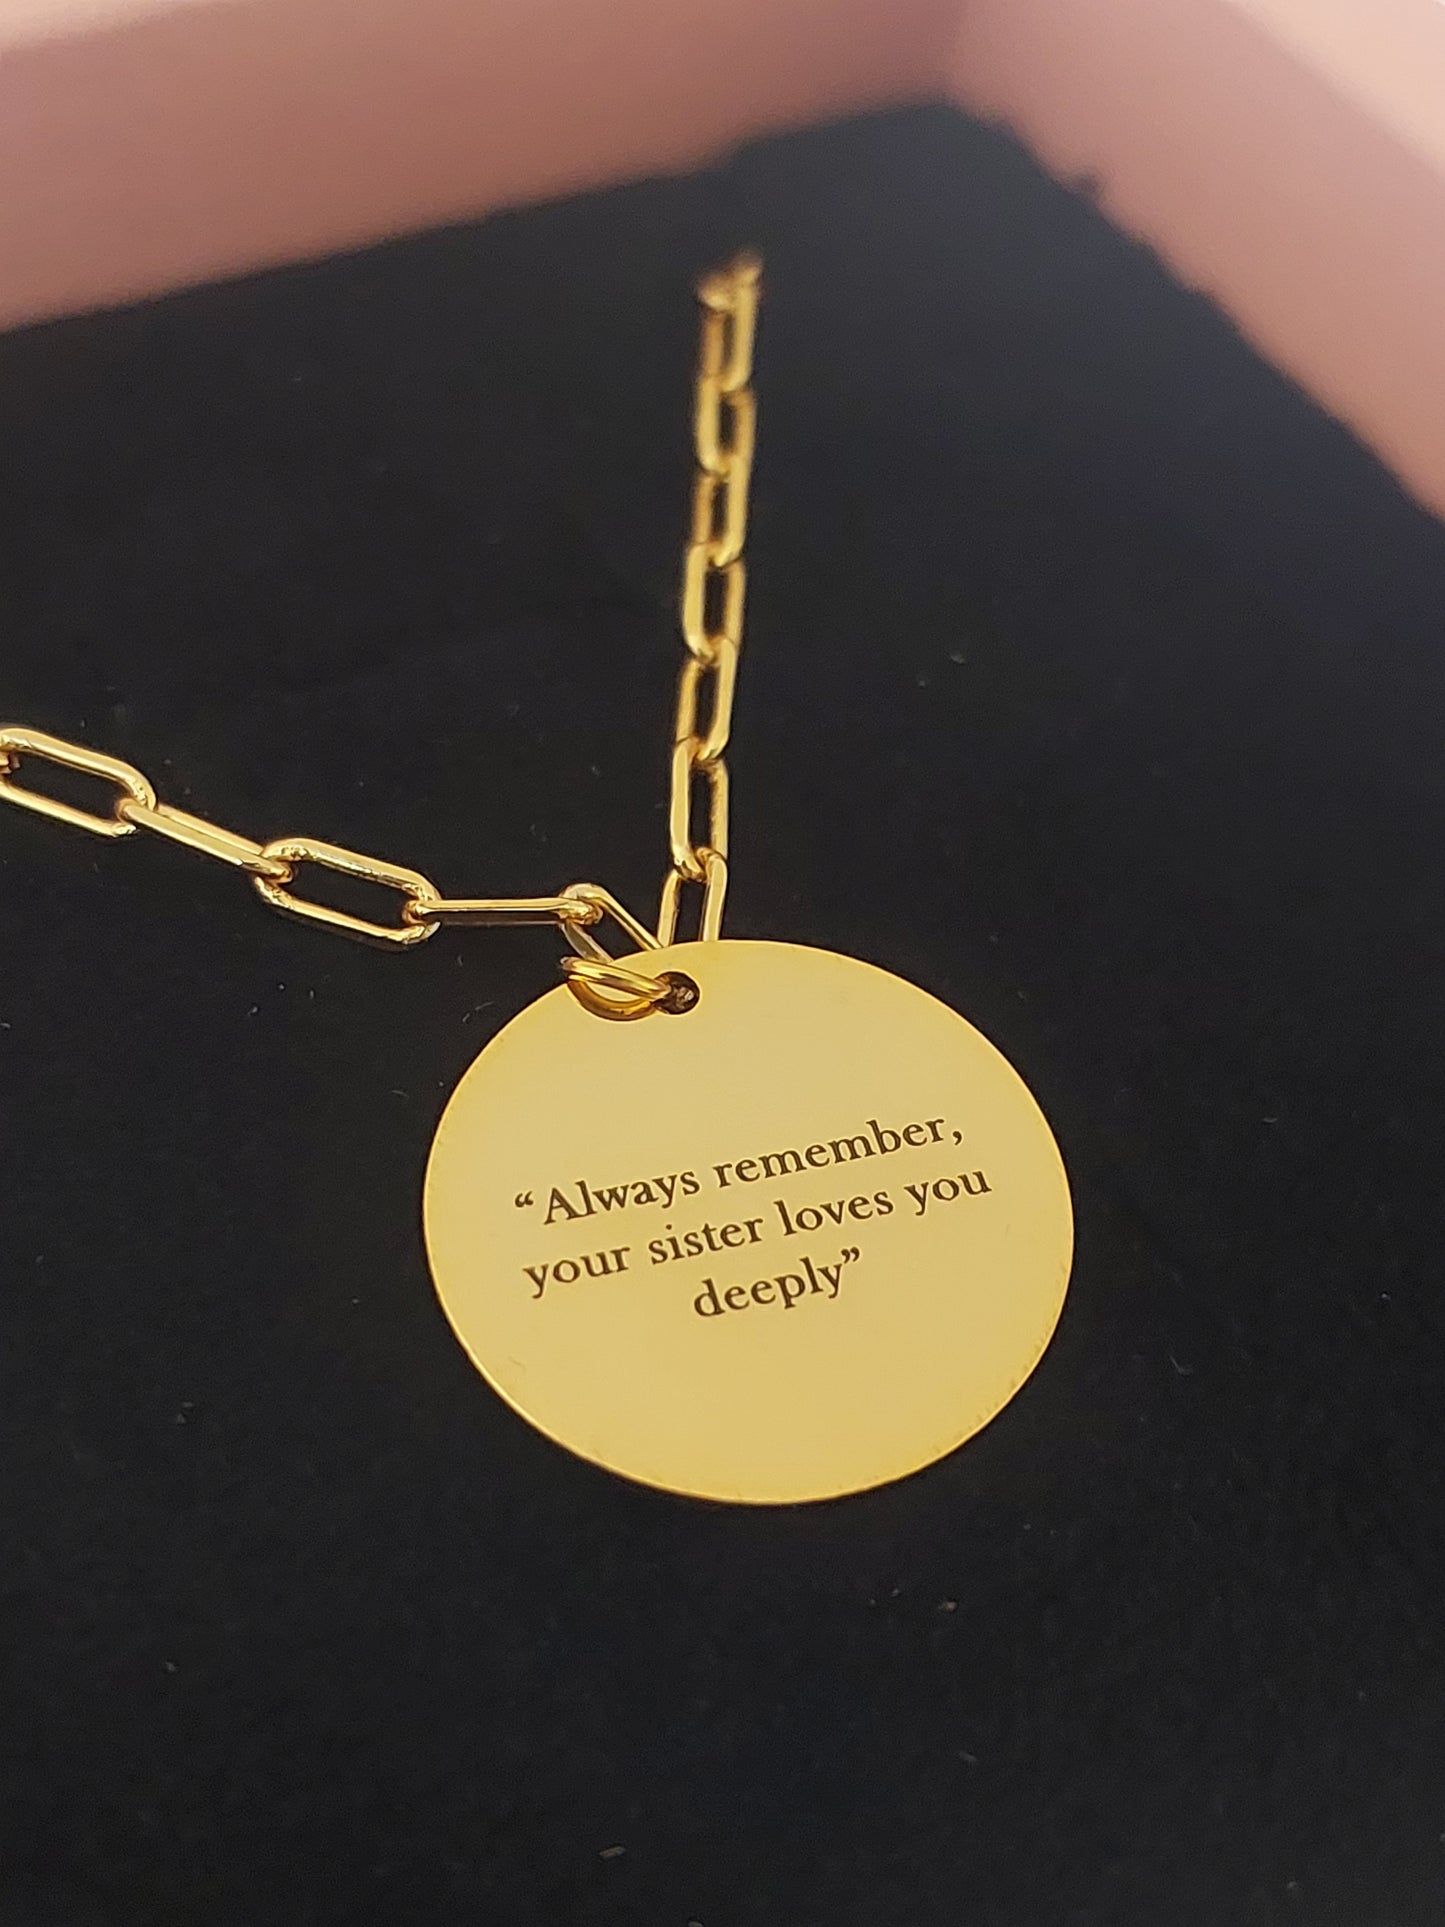 “Always remember,
your sister loves you
deeply”